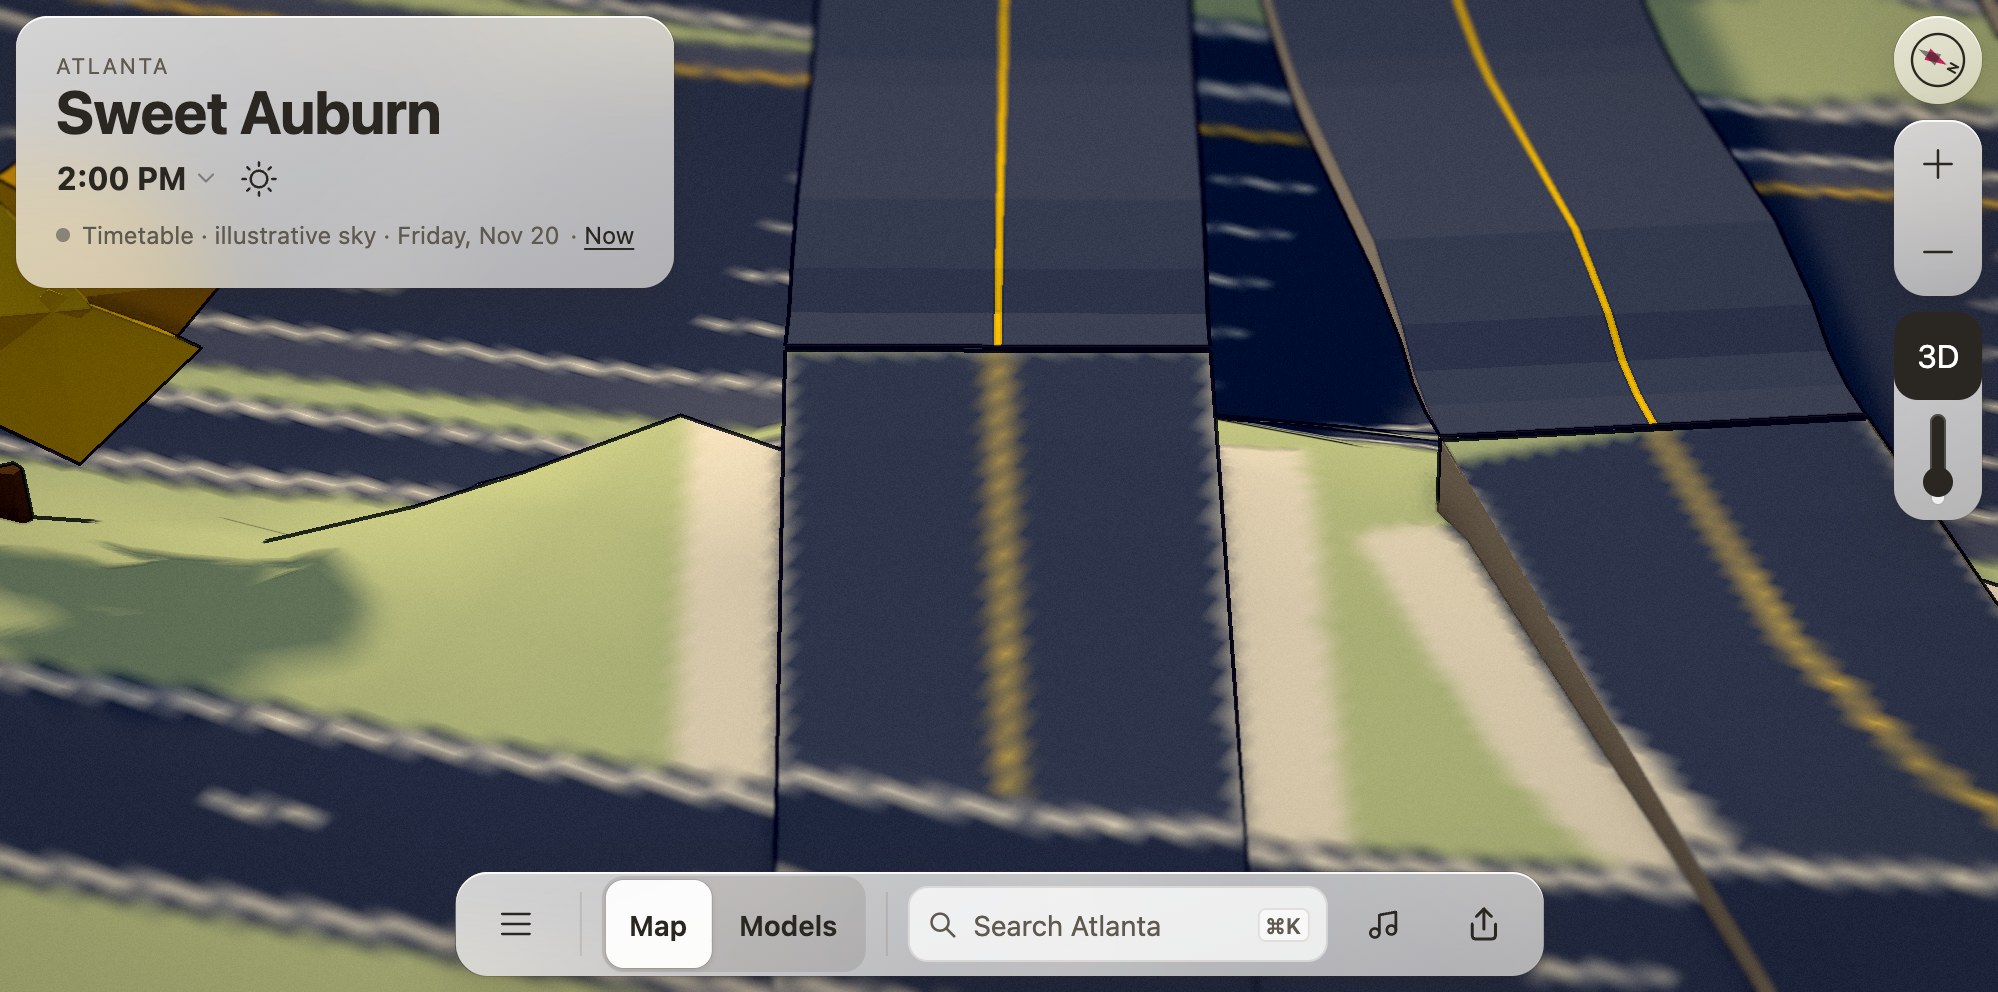 ATLANTA
Sweet Auburn
2:00 PM
Timetable · illustrative sky · Friday, Nov 20 · Now
N
3D
Map
Models
Search Atlanta
⌘K